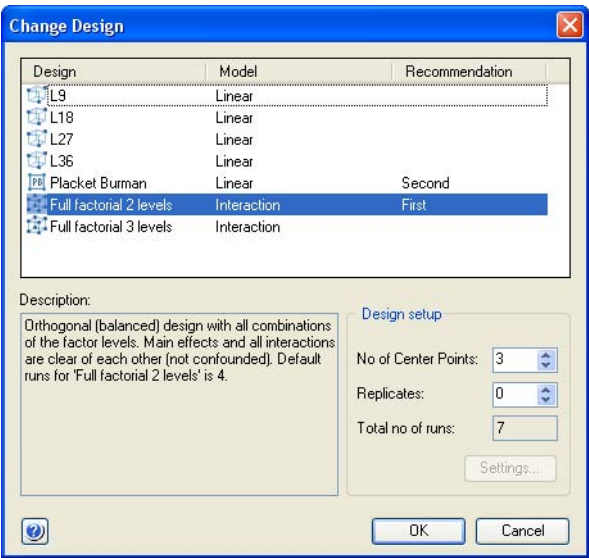 Change Design
Design Model Recommendation
L9 Linear
L18 Linear
L27 Linear
L36 Linear
PB Placket Burman Linear Second
Full factorial 2 levels Interaction First
Full factorial 3 levels Interaction
Description:
Orthogonal (balanced) design with all combinations
of the factor levels. Main effects and all interactions
are clear of each other (not confounded). Default
runs for 'Full factorial 2 levels' is 4.
Design setup
No of Center Points: 3
Replicates: 0
Total no of runs: 7
Settings...
OK Cancel